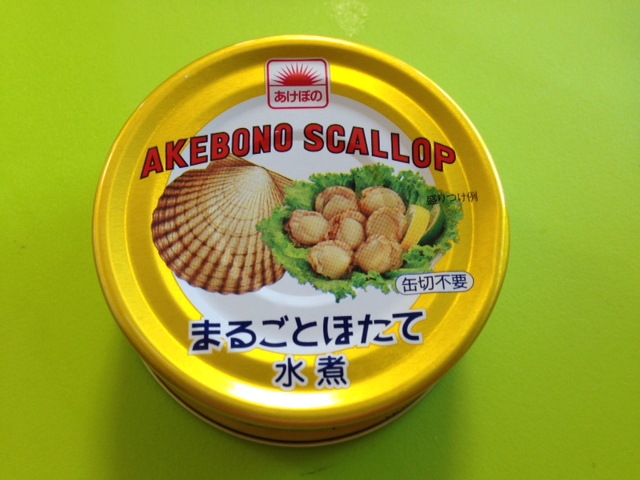 あけぼの
AKEBONO SCALLOP
盛りつけ例
缶切不要
まるごとほたて
水煮